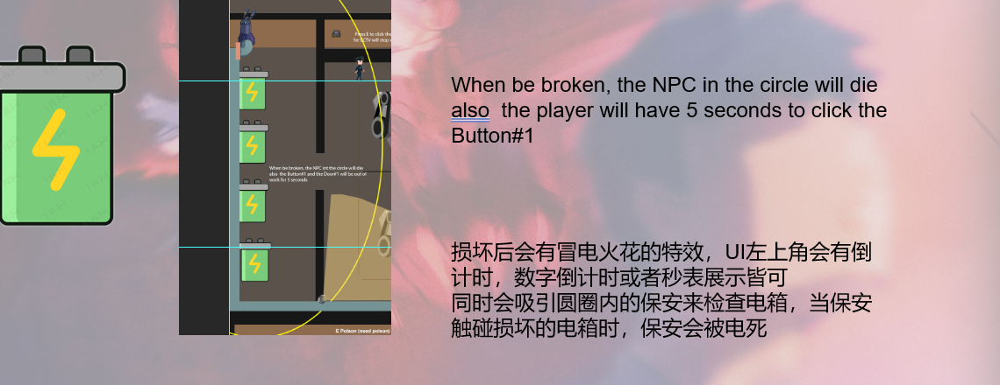 Press E to click the
he CCTV will stop
When be broken, the NPC int the circle will die
also the Button#1 and the Door#1 will be out of
work for 5 seconds
E Poison (need poison)
When be broken, the NPC in the circle will die
also the player will have 5 seconds to click the
Button#1
损坏后会有冒电火花的特效，UI左上角会有倒
计时，数字倒计时或者秒表展示皆可
同时会吸引圆圈内的保安来检查电箱，当保安
触碰损坏的电箱时，保安会被电死